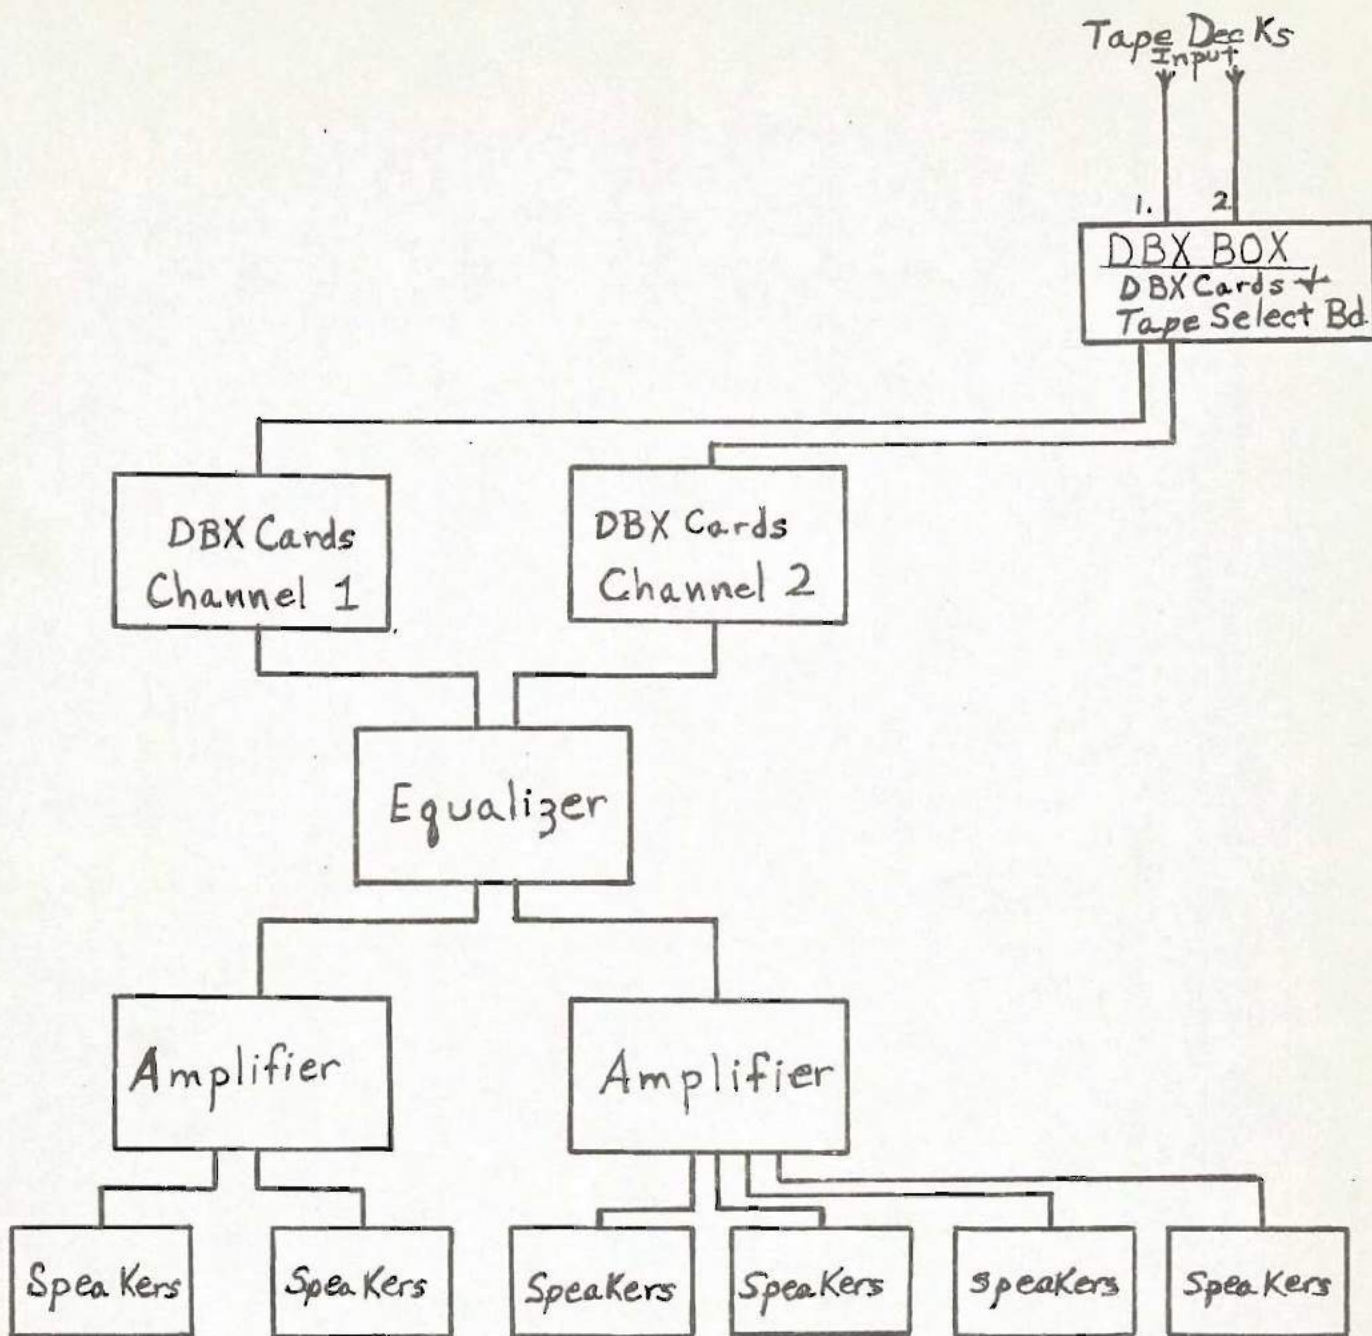 Tape Decks
Input
1. 2
DBX BOX
DBX Cards +
Tape Select Bd.
DBX Cards
Channel 1
DBX Cards
Channel 2
Equalizer
Amplifier
Amplifier
Speakers
Speakers
Speakers
Speakers
Speakers
Speakers